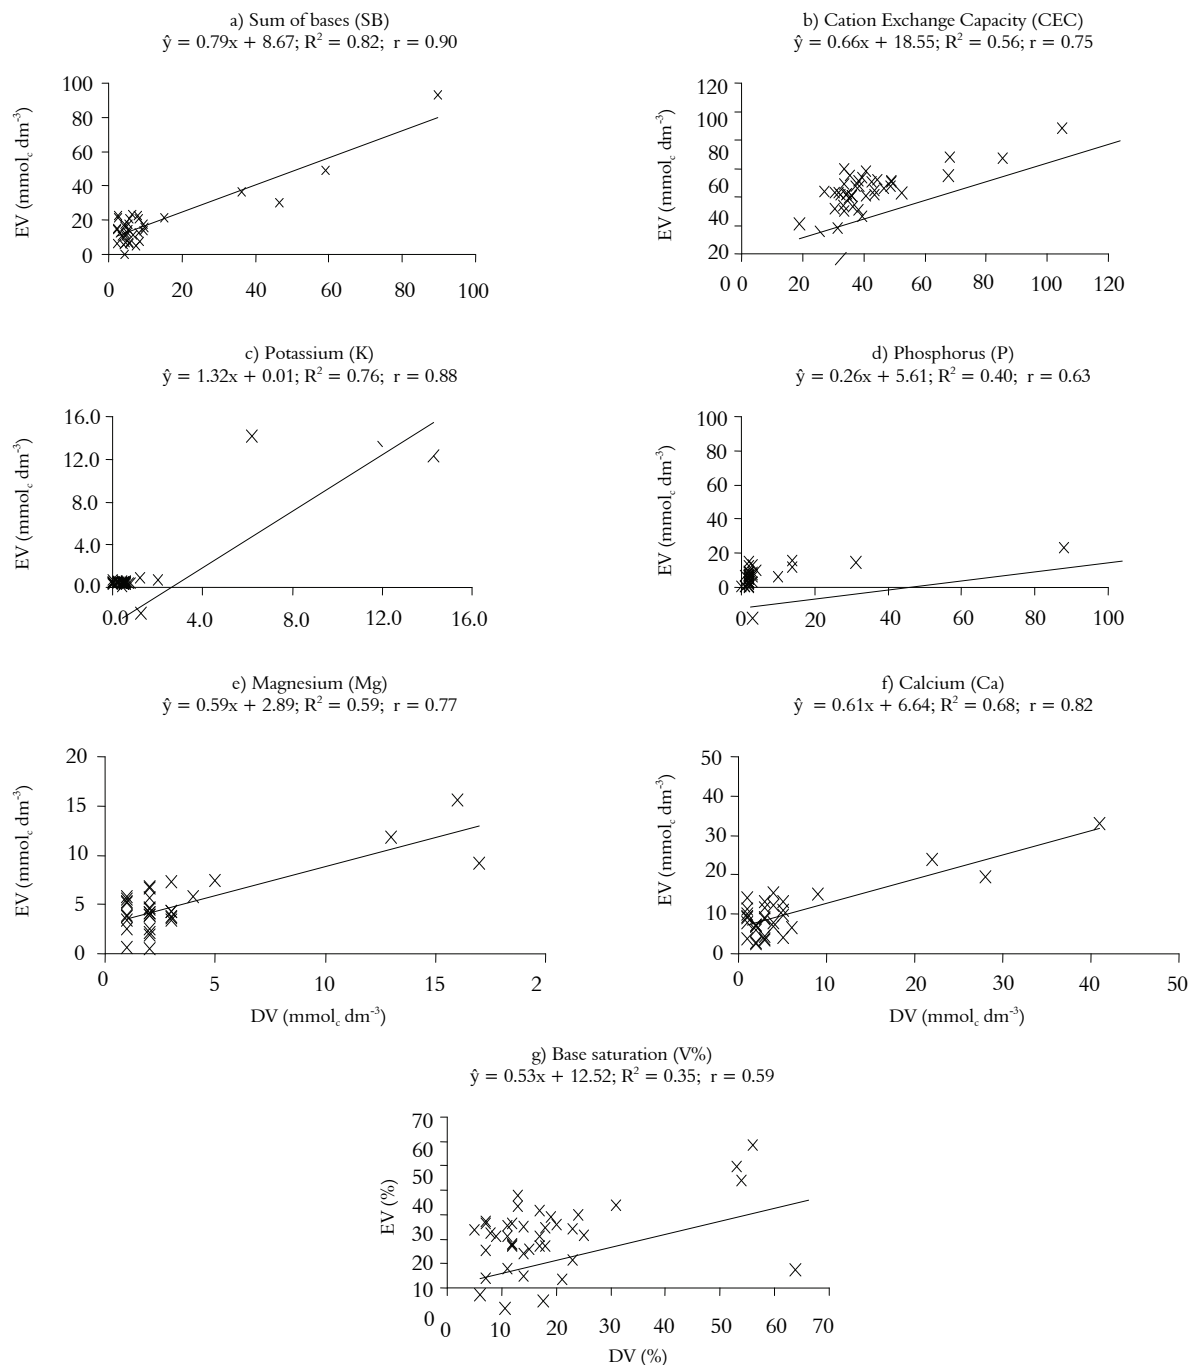 a) Sum of bases (SB)
ŷ = 0.79x + 8.67; R² = 0.82; r = 0.90
EV (mmol꜀ dm⁻³)
100
80
60
40
20
0
0 20 40 60 80 100
b) Cation Exchange Capacity (CEC)
ŷ = 0.66x + 18.55; R² = 0.56; r = 0.75
EV (mmol꜀ dm⁻³)
120
100
80
60
40
20
0 0 20 40 60 80 100 120
c) Potassium (K)
ŷ = 1.32x + 0.01; R² = 0.76; r = 0.88
EV (mmol꜀ dm⁻³)
16.0
12.0
8.0
4.0
0.0
0.0 4.0 8.0 12.0 16.0
d) Phosphorus (P)
ŷ = 0.26x + 5.61; R² = 0.40; r = 0.63
EV (mmol꜀ dm⁻³)
100
80
60
40
20
0
0 20 40 60 80 100
e) Magnesium (Mg)
ŷ = 0.59x + 2.89; R² = 0.59; r = 0.77
EV (mmol꜀ dm⁻³)
20
15
10
5
0
0 5 10 15 2
DV (mmol꜀ dm⁻³)
f) Calcium (Ca)
ŷ = 0.61x + 6.64; R² = 0.68; r = 0.82
EV (mmol꜀ dm⁻³)
50
40
30
20
10
0
0 10 20 30 40 50
DV (mmol꜀ dm⁻³)
g) Base saturation (V%)
ŷ = 0.53x + 12.52; R² = 0.35; r = 0.59
EV (%)
70
60
50
40
30
20
10
0
0 10 20 30 40 50 60 70
DV (%)